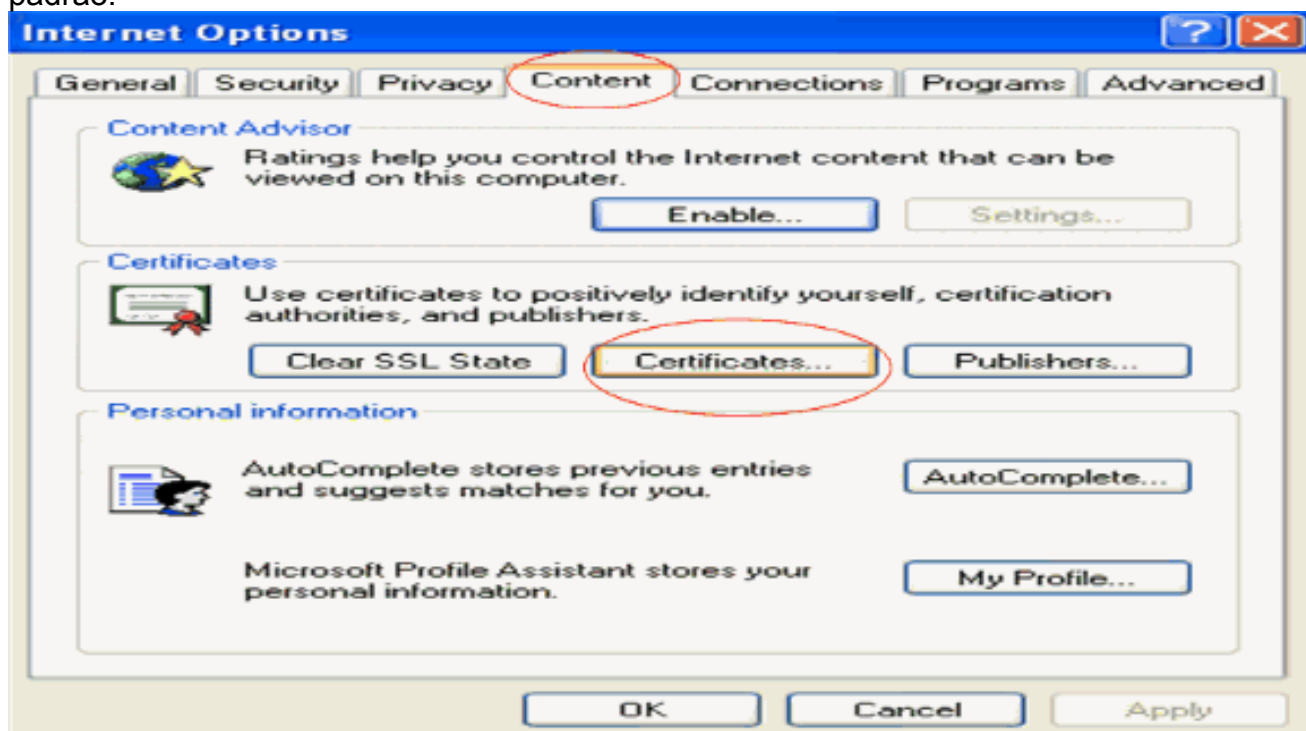 padrão.
Internet Options
General Security Privacy Content Connections Programs Advanced
Content Advisor
Ratings help you control the Internet content that can be
viewed on this computer.
Enable... Settings...
Certificates
Use certificates to positively identify yourself, certification
authorities, and publishers.
Clear SSL State Certificates... Publishers...
Personal information
AutoComplete stores previous entries
and suggests matches for you.
AutoComplete...
Microsoft Profile Assistant stores your
personal information.
My Profile...
OK Cancel Apply